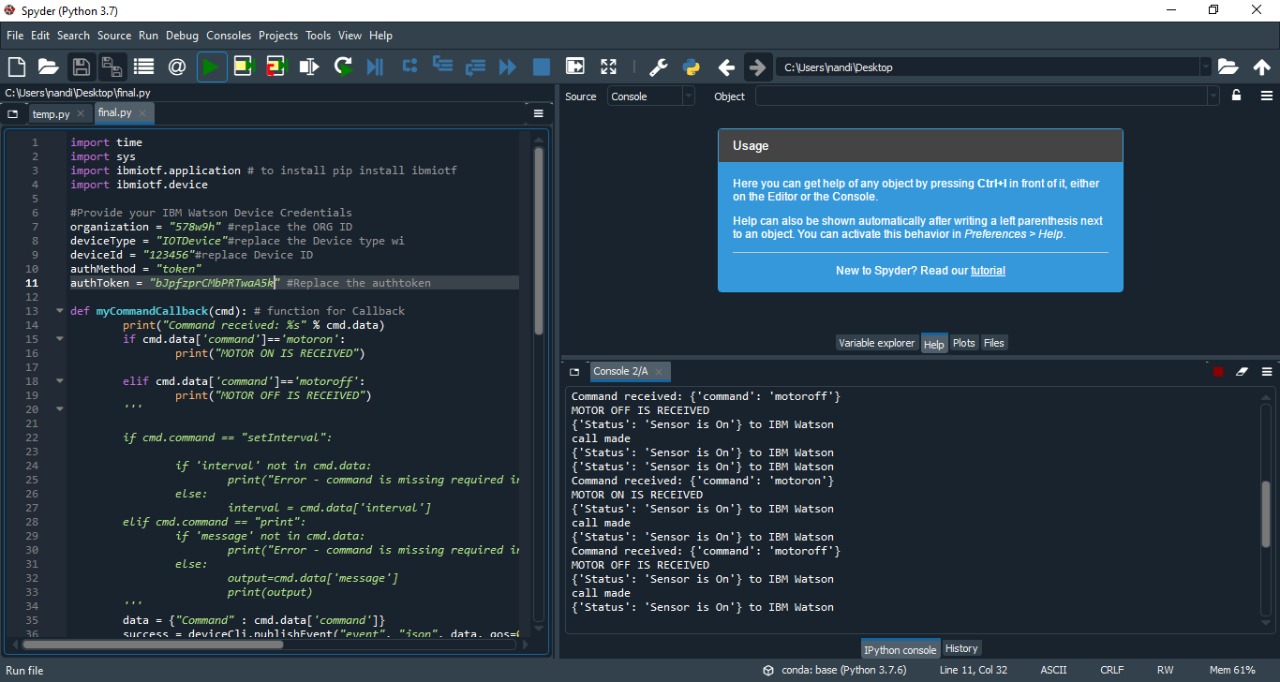 Spyder (Python 3.7)
File Edit Search Source Run Debug Consoles Projects Tools View Help
C:\Users\nandi\Desktop
C:\Users\nandi\Desktop\final.py
temp.py final.py
1 import time
2 import sys
3 import ibmiotf.application # to install pip install ibmiotf
4 import ibmiotf.device
5
6 #Provide your IBM Watson Device Credentials
7 organization = "578w9h" #replace the ORG ID
8 deviceType = "IOTDevice"#replace the Device type wi
9 deviceId = "123456"#replace Device ID
10 authMethod = "token"
11 authToken = "bJpfzprCMbPRTwaA5k" #Replace the authtoken
12
13 def myCommandCallback(cmd): # function for Callback
14 print("Command received: %s" % cmd.data)
15 if cmd.data['command']=='motoron':
16 print("MOTOR ON IS RECEIVED")
17
18 elif cmd.data['command']=='motoroff':
19 print("MOTOR OFF IS RECEIVED")
20 '''
21
22 if cmd.command == "setInterval":
23
24 if 'interval' not in cmd.data:
25 print("Error - command is missing required in
26 else:
27 interval = cmd.data['interval']
28 elif cmd.command == "print":
29 if 'message' not in cmd.data:
30 print("Error - command is missing required in
31 else:
32 output=cmd.data['message']
33 print(output)
34 '''
35 data = {"Command" : cmd.data['command']}
36 success = deviceCli.publishEvent("event", "json", data, qos=0
Source Console Object
Usage
Here you can get help of any object by pressing Ctrl+I in front of it, either
on the Editor or the Console.
Help can also be shown automatically after writing a left parenthesis next
to an object. You can activate this behavior in Preferences > Help.
New to Spyder? Read our tutorial
Variable explorer Help Plots Files
Console 2/A
Command received: {'command': 'motoroff'}
MOTOR OFF IS RECEIVED
{'Status': 'Sensor is On'} to IBM Watson
call made
{'Status': 'Sensor is On'} to IBM Watson
{'Status': 'Sensor is On'} to IBM Watson
Command received: {'command': 'motoron'}
MOTOR ON IS RECEIVED
{'Status': 'Sensor is On'} to IBM Watson
call made
{'Status': 'Sensor is On'} to IBM Watson
Command received: {'command': 'motoroff'}
MOTOR OFF IS RECEIVED
{'Status': 'Sensor is On'} to IBM Watson
call made
{'Status': 'Sensor is On'} to IBM Watson
IPython console History
Run file conda: base (Python 3.7.6) Line 11, Col 32 ASCII CRLF RW Mem 61%